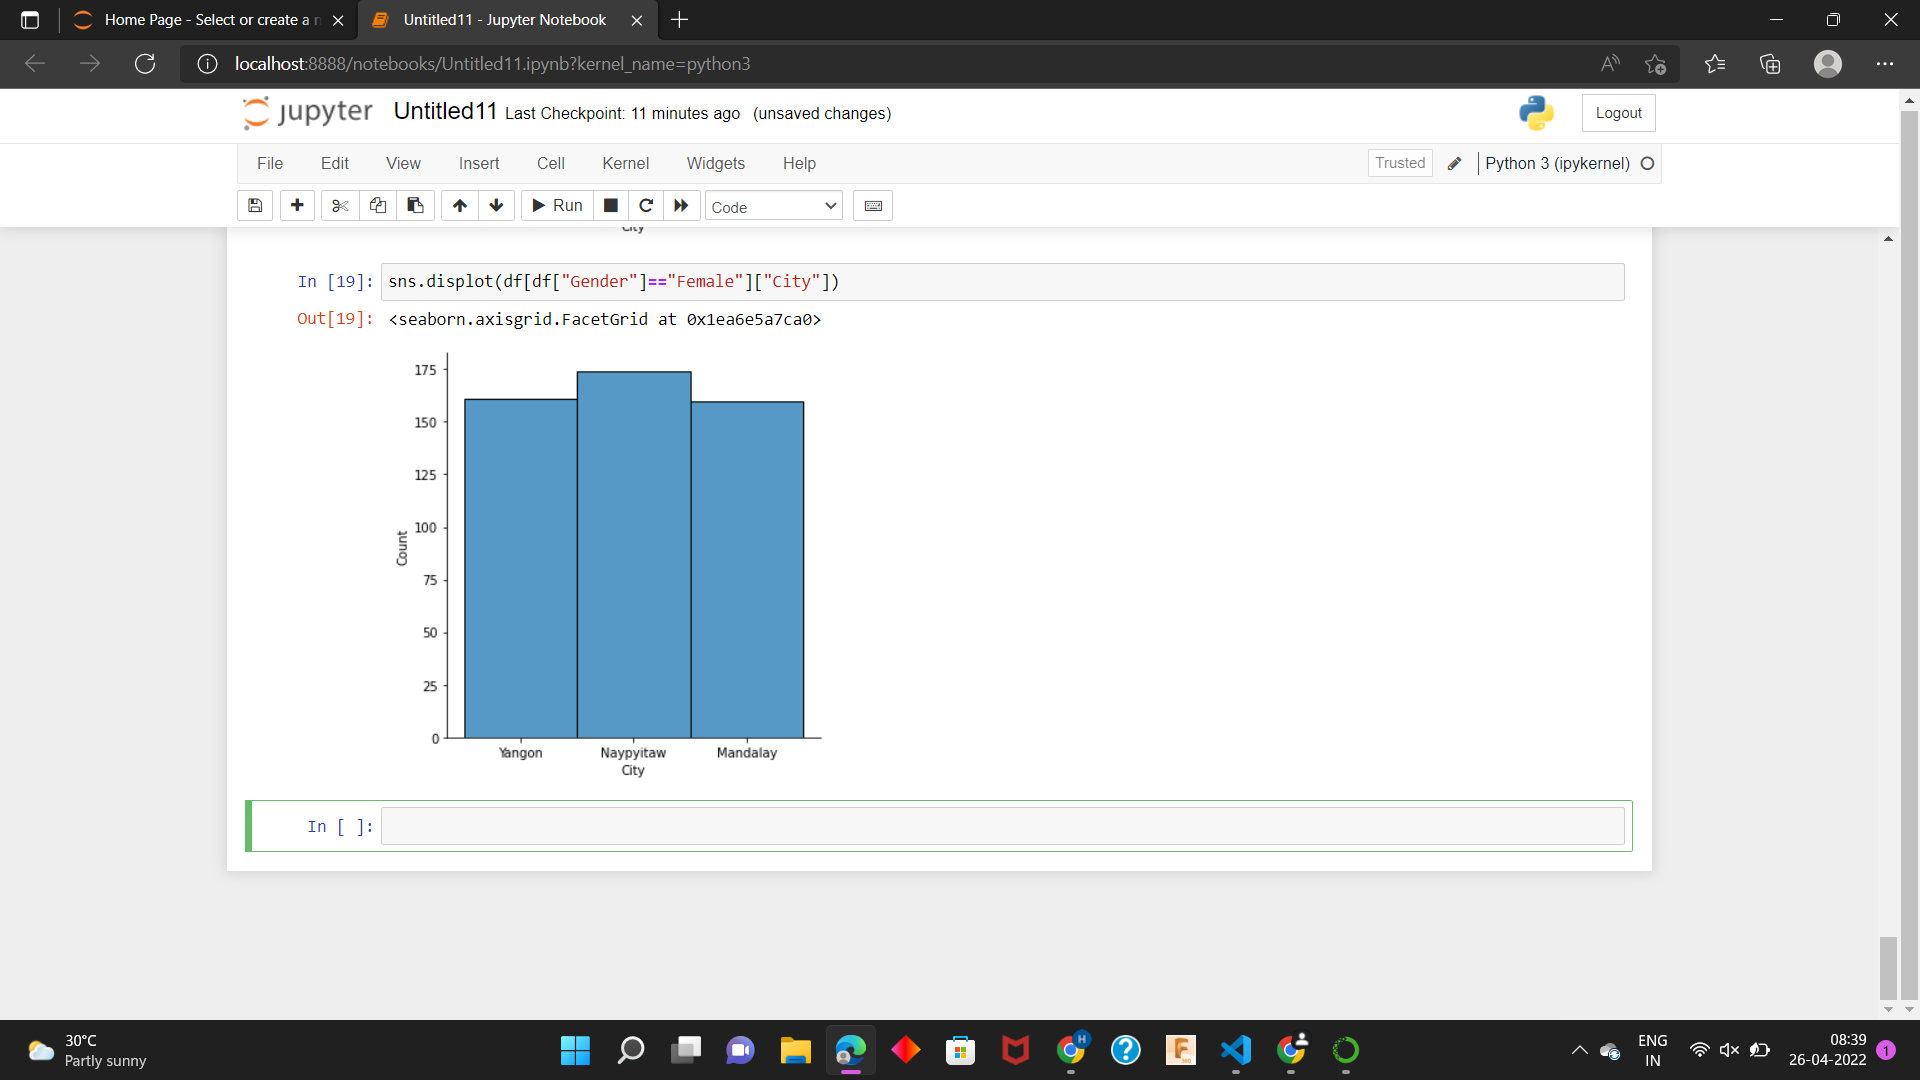 Home Page - Select or create a n
Untitled11 - Jupyter Notebook
localhost:8888/notebooks/Untitled11.ipynb?kernel_name=python3
jupyter Untitled11 Last Checkpoint: 11 minutes ago (unsaved changes)
Logout
File Edit View Insert Cell Kernel Widgets Help
Trusted
Python 3 (ipykernel)
Run
Code
City
In [19]: sns.displot(df[df["Gender"]=="Female"]["City"])
Out[19]: <seaborn.axisgrid.FacetGrid at 0x1ea6e5a7ca0>
175
150
125
100
75
50
25
0
Count
Yangon Naypyitaw Mandalay
City
In [ ]:
30°C
Partly sunny
H
F
ENG
IN
08:39
26-04-2022
1